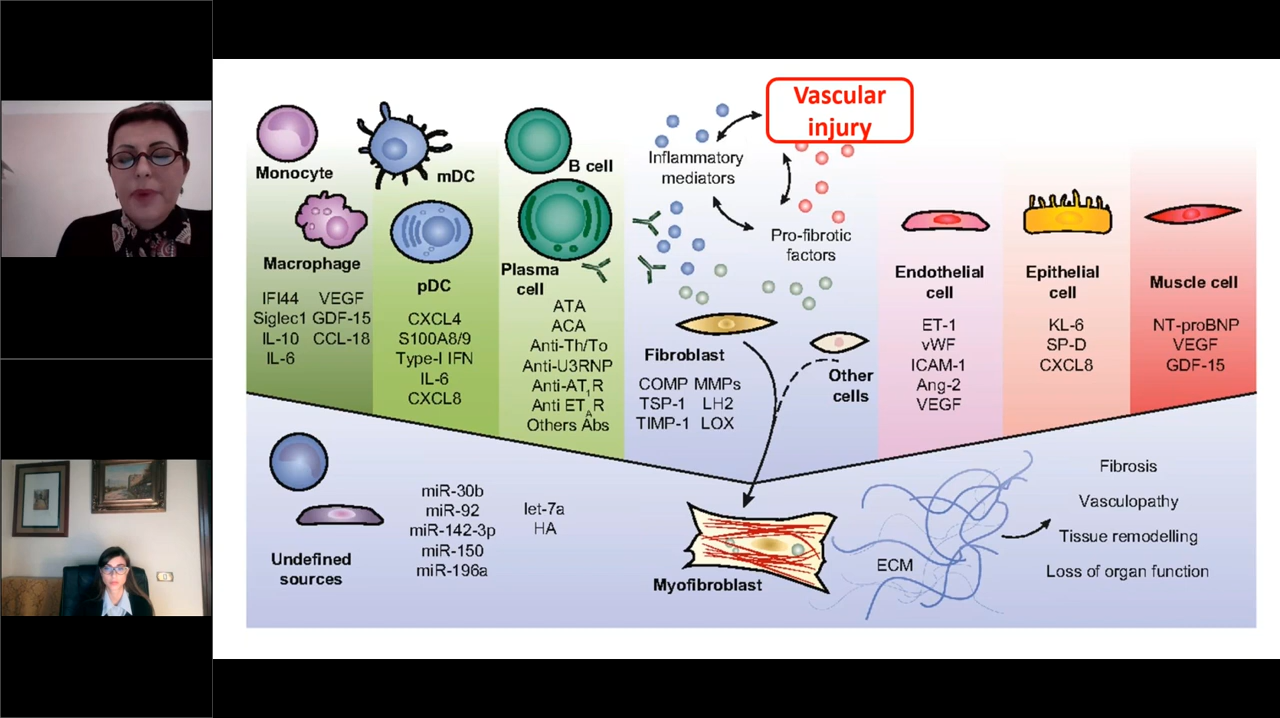 Vascular
injury
Monocyte
mDC
B cell
Inflammatory
mediators
Macrophage
pDC
Plasma
cell
Pro-fibrotic
factors
Endothelial
cell
Epithelial
cell
Muscle cell
IFI44 VEGF
Siglec1 GDF-15
IL-10 CCL-18
IL-6
CXCL4
S100A8/9
Type-I IFN
IL-6
CXCL8
ATA
ACA
Anti-Th/To
Anti-U3RNP
Anti-AT₁R
Anti ET_AR
Others Abs
Fibroblast
COMP MMPs
TSP-1 LH2
TIMP-1 LOX
Other
cells
ET-1
vWF
ICAM-1
Ang-2
VEGF
KL-6
SP-D
CXCL8
NT-proBNP
VEGF
GDF-15
Undefined
sources
miR-30b
miR-92
miR-142-3p
miR-150
miR-196a
let-7a
HA
Myofibroblast
ECM
Fibrosis
Vasculopathy
Tissue remodelling
Loss of organ function